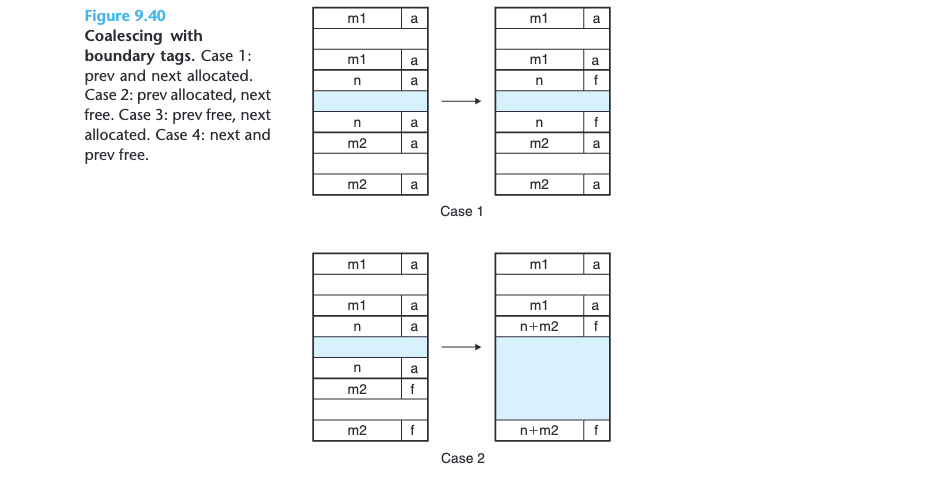 Figure 9.40
Coalescing with
boundary tags. Case 1:
prev and next allocated.
Case 2: prev allocated, next
free. Case 3: prev free, next
allocated. Case 4: next and
prev free.
m1 a
m1 a
n a
n a
m2 a
m2 a
m1 a
m1 a
n f
n f
m2 a
m2 a
Case 1
m1 a
m1 a
n a
n a
m2 f
m2 f
m1 a
m1 a
n+m2 f
n+m2 f
Case 2